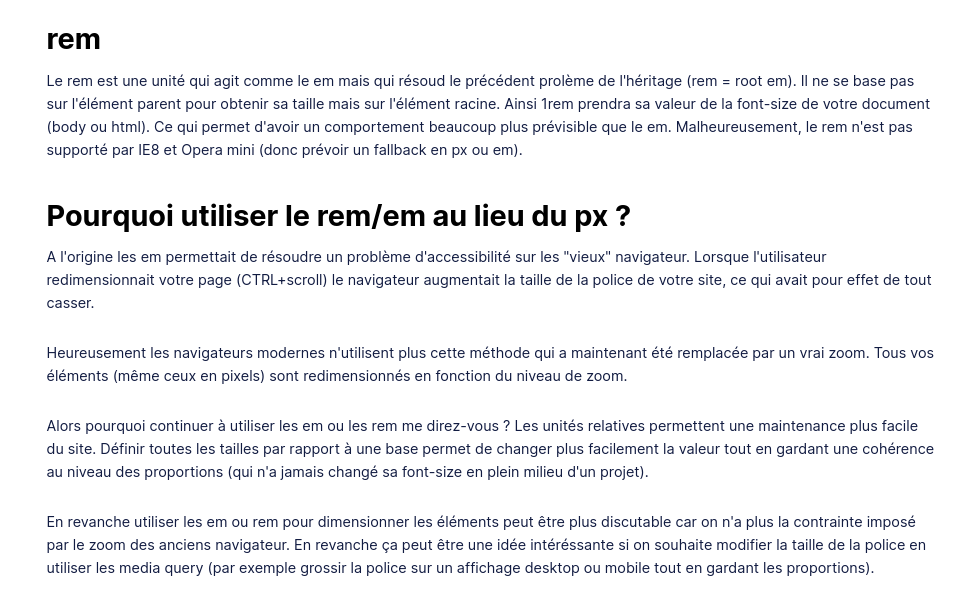 rem
Le rem est une unité qui agit comme le em mais qui résoud le précédent prolème de l'héritage (rem = root em). Il ne se base pas
sur l'élément parent pour obtenir sa taille mais sur l'élément racine. Ainsi 1rem prendra sa valeur de la font-size de votre document
(body ou html). Ce qui permet d'avoir un comportement beaucoup plus prévisible que le em. Malheureusement, le rem n'est pas
supporté par IE8 et Opera mini (donc prévoir un fallback en px ou em).
Pourquoi utiliser le rem/em au lieu du px ?
A l'origine les em permettait de résoudre un problème d'accessibilité sur les "vieux" navigateur. Lorsque l'utilisateur
redimensionnait votre page (CTRL+scroll) le navigateur augmentait la taille de la police de votre site, ce qui avait pour effet de tout
casser.
Heureusement les navigateurs modernes n'utilisent plus cette méthode qui a maintenant été remplacée par un vrai zoom. Tous vos
éléments (même ceux en pixels) sont redimensionnés en fonction du niveau de zoom.
Alors pourquoi continuer à utiliser les em ou les rem me direz-vous ? Les unités relatives permettent une maintenance plus facile
du site. Définir toutes les tailles par rapport à une base permet de changer plus facilement la valeur tout en gardant une cohérence
au niveau des proportions (qui n'a jamais changé sa font-size en plein milieu d'un projet).
En revanche utiliser les em ou rem pour dimensionner les éléments peut être plus discutable car on n'a plus la contrainte imposé
par le zoom des anciens navigateur. En revanche ça peut être une idée intéréssante si on souhaite modifier la taille de la police en
utiliser les media query (par exemple grossir la police sur un affichage desktop ou mobile tout en gardant les proportions).